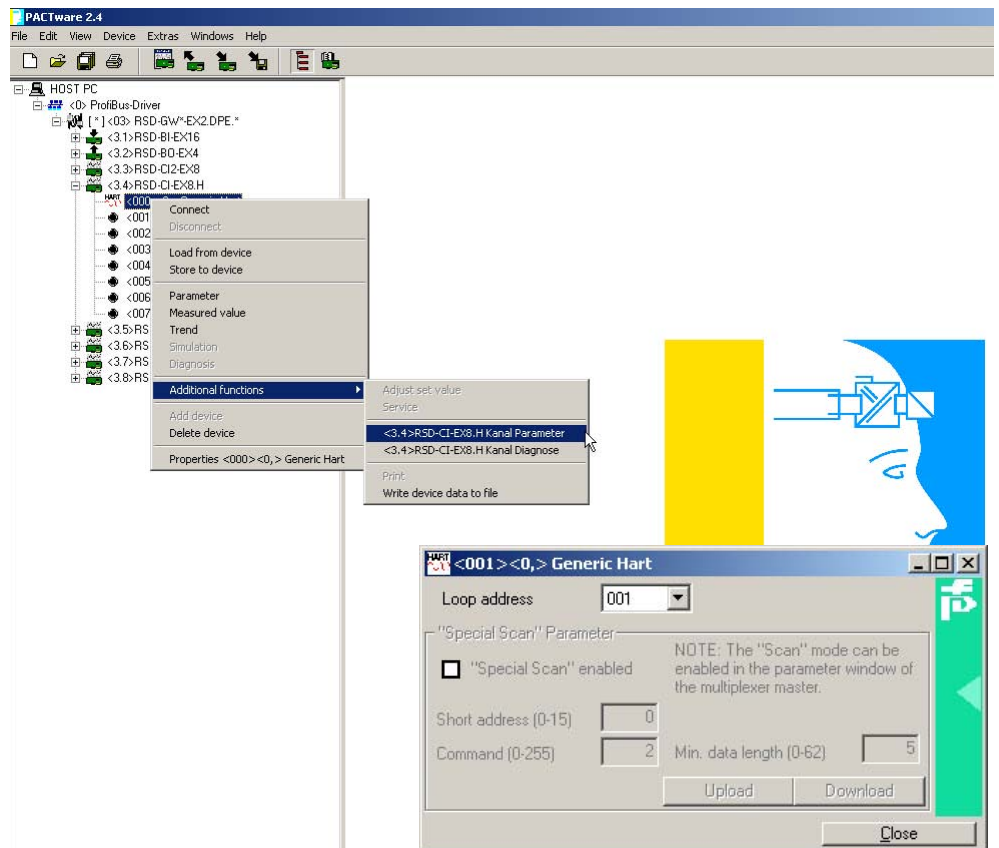 PACTware 2.4
File Edit View Device Extras Windows Help
HOST PC
<0> ProfiBus-Driver
[*] <03> RSD-GW*-EX2.DPE.*
<3.1>RSD-BI-EX16
<3.2>RSD-BO-EX4
<3.3>RSD-CI2-EX8
<3.4>RSD-CI-EX8.H
HART <000
<001
<002
<003
<004
<005
<006
<007
<3.5>RS
<3.6>RS
<3.7>RS
<3.8>RS
Connect
Disconnect
Load from device
Store to device
Parameter
Measured value
Trend
Simulation
Diagnosis
Additional functions
Add device
Delete device
Properties <000><0,> Generic Hart
Adjust set value
Service
<3.4>RSD-CI-EX8.H Kanal Parameter
<3.4>RSD-CI-EX8.H Kanal Diagnose
Print
Write device data to file
HART <001><0,> Generic Hart
Loop address 001
"Special Scan" Parameter
"Special Scan" enabled
NOTE: The "Scan" mode can be
enabled in the parameter window of
the multiplexer master.
Short address (0-15) 0
Command (0-255) 2 Min. data length (0-62) 5
Upload Download
Close